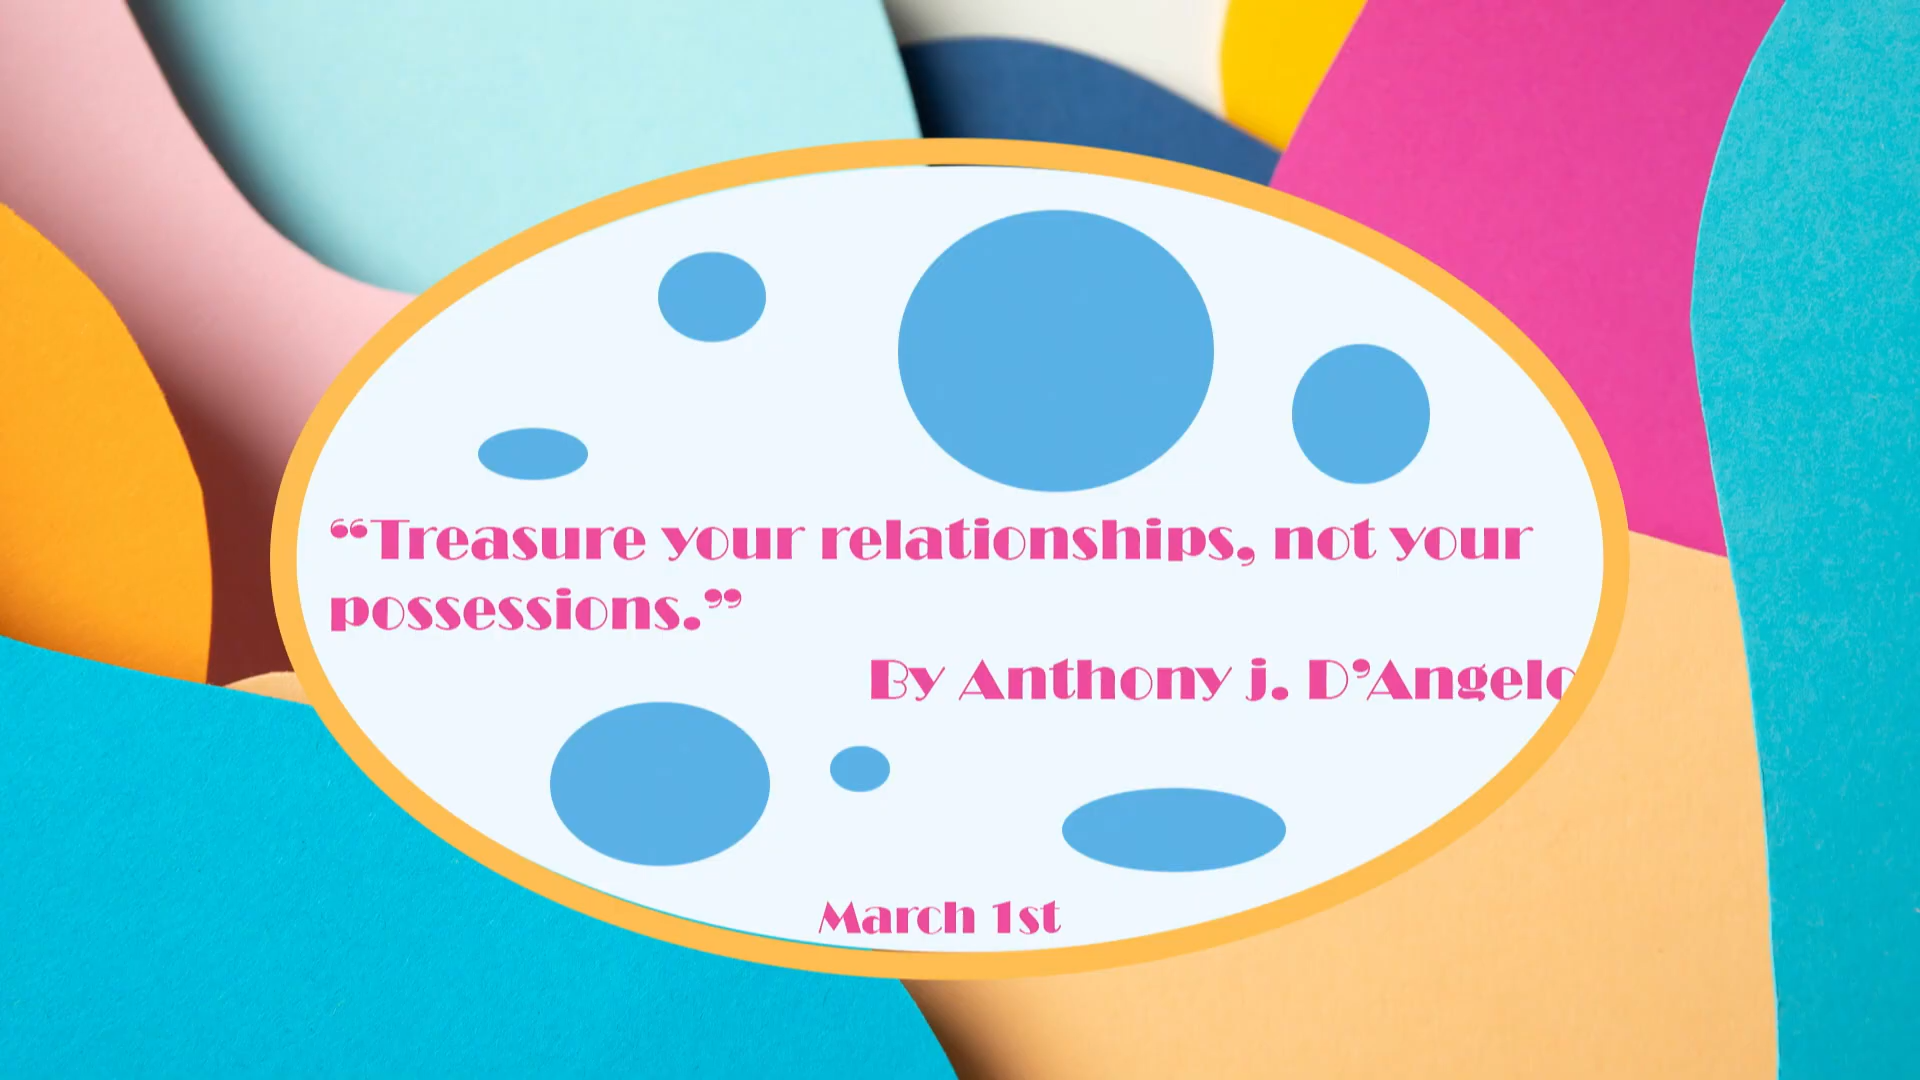 “Treasure your relationships, not your
possessions.”
By Anthony j. D’Angelo
March 1st